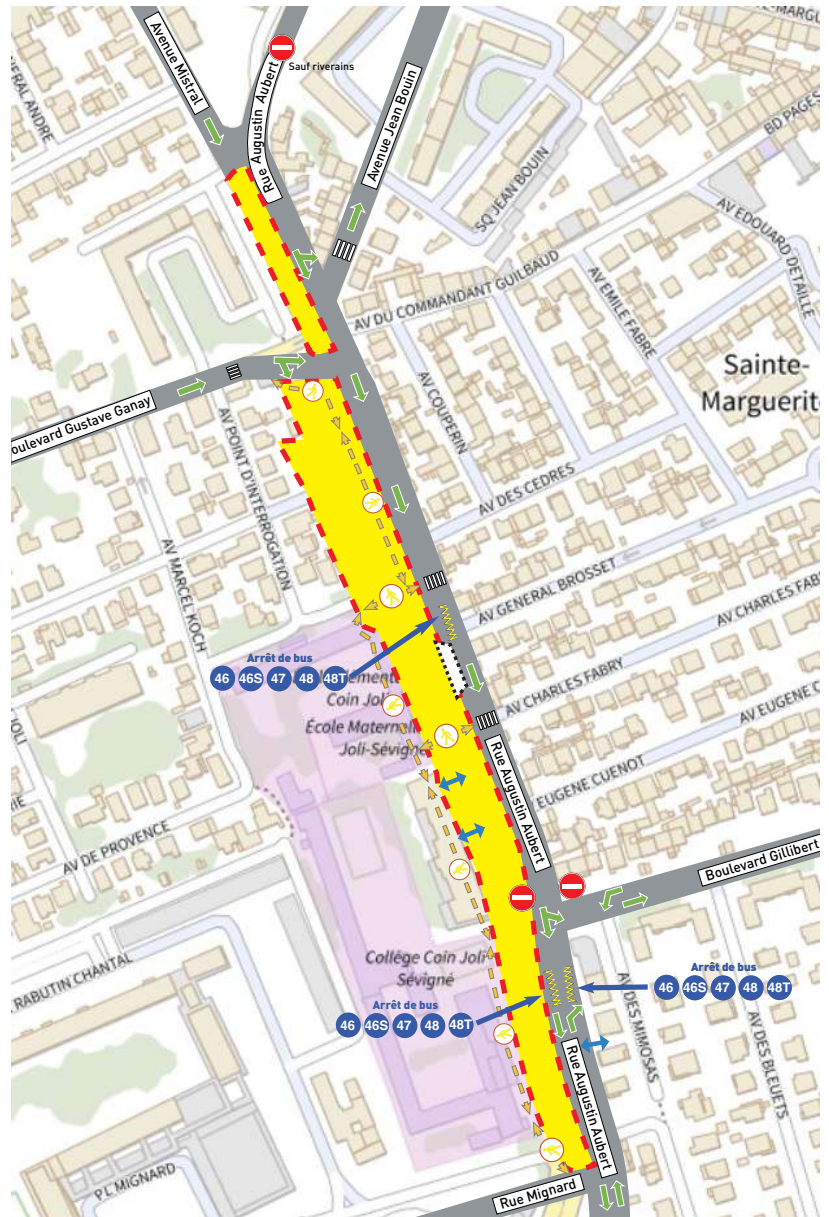 Avenue Mistral
Sauf riverains
Rue Augustin Aubert
Avenue Jean Bouin
SQ JEAN BOUIN
BD PAGES
AV EDOUARD DETAILLE
AV EMILE FABRE
AV DU COMMANDANT GUILBAUD
Sainte-
Marguerit
oulevard Gustave Ganay
AV POINT D'INTERROGATION
AV COUPERIN
AV DES CEDRES
AV MARCEL KOCH
AV GENERAL BROSSET
AV CHARLES FABR
Arrêt de bus
46 46S 47 48 48T
Coin Joli
École Maternell
Joli-Sévigné
AV CHARLES FABRY
AV EUGENE C
Rue Augustin Aubert
EUGENE CUENOT
AV DE PROVENCE
Boulevard Gillibert
RABUTIN CHANTAL
Collège Coin Joli
Sévigné
Arrêt de bus
46 46S 47 48 48T
Arrêt de bus
46 46S 47 48 48T
AV DES MIMOSAS
AV DES BLEUETS
Rue Augustin Aubert
PL MIGNARD
Rue Mignard